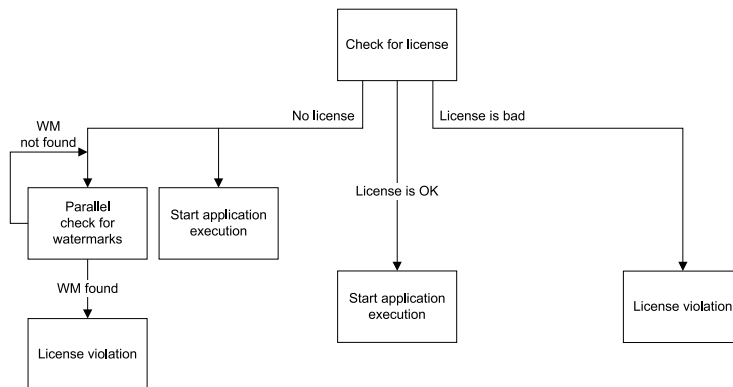 Check for license
No license
License is bad
WM
not found
License is OK
Parallel
check for
watermarks
Start application
execution
WM found
Start application
execution
License violation
License violation